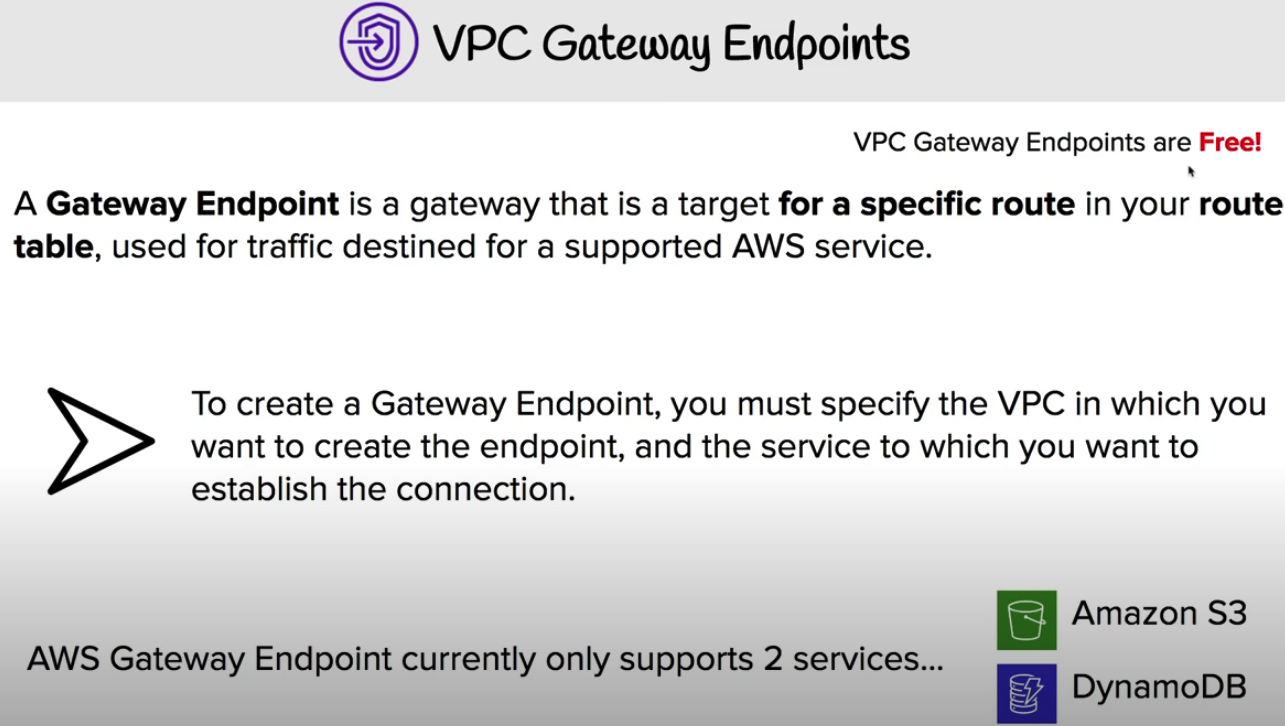 VPC Gateway Endpoints
VPC Gateway Endpoints are Free!
A Gateway Endpoint is a gateway that is a target for a specific route in your route
table, used for traffic destined for a supported AWS service.
To create a Gateway Endpoint, you must specify the VPC in which you
want to create the endpoint, and the service to which you want to
establish the connection.
Amazon S3
AWS Gateway Endpoint currently only supports 2 services...
DynamoDB